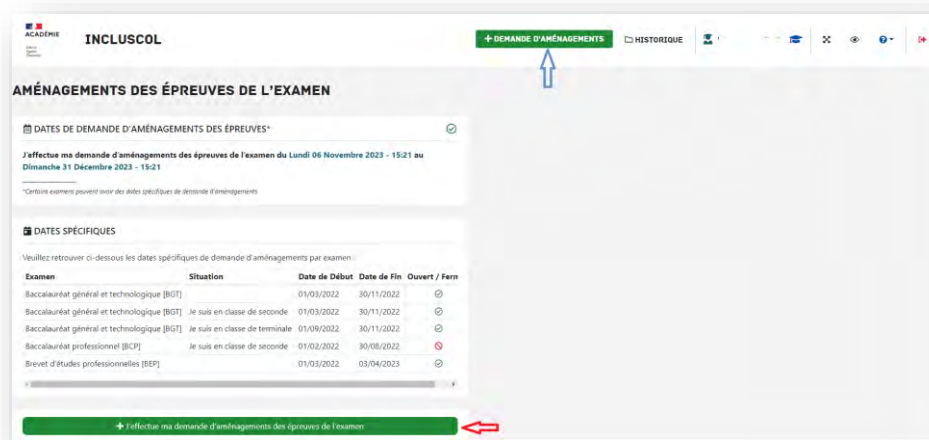 ACADÉMIE
INCLUSCOL
+ DEMANDE D'AMÉNAGEMENTS
HISTORIQUE
AMÉNAGEMENTS DES ÉPREUVES DE L'EXAMEN
DATES DE DEMANDE D'AMÉNAGEMENTS DES ÉPREUVES*
J'effectue ma demande d'aménagements des épreuves de l'examen du Lundi 06 Novembre 2023 - 15:21 au
Dimanche 31 Décembre 2023 - 15:21
*Certains examens peuvent avoir des dates spécifiques de demande d'aménagements
DATES SPÉCIFIQUES
Veuillez retrouver ci-dessous les dates spécifiques de demande d'aménagements par examen :
Examen Situation Date de Début Date de Fin Ouvert / Ferm
Baccalauréat général et technologique [BGT] 01/03/2022 30/11/2022
Baccalauréat général et technologique [BGT] Je suis en classe de seconde 01/03/2022 30/11/2022
Baccalauréat général et technologique [BGT] Je suis en classe de terminale 01/09/2022 30/11/2022
Baccalauréat professionnel [BCP] Je suis en classe de seconde 01/02/2022 30/08/2022
Brevet d'études professionnelles [BEP] 01/03/2022 03/04/2023
+ J'effectue ma demande d'aménagements des épreuves de l'examen